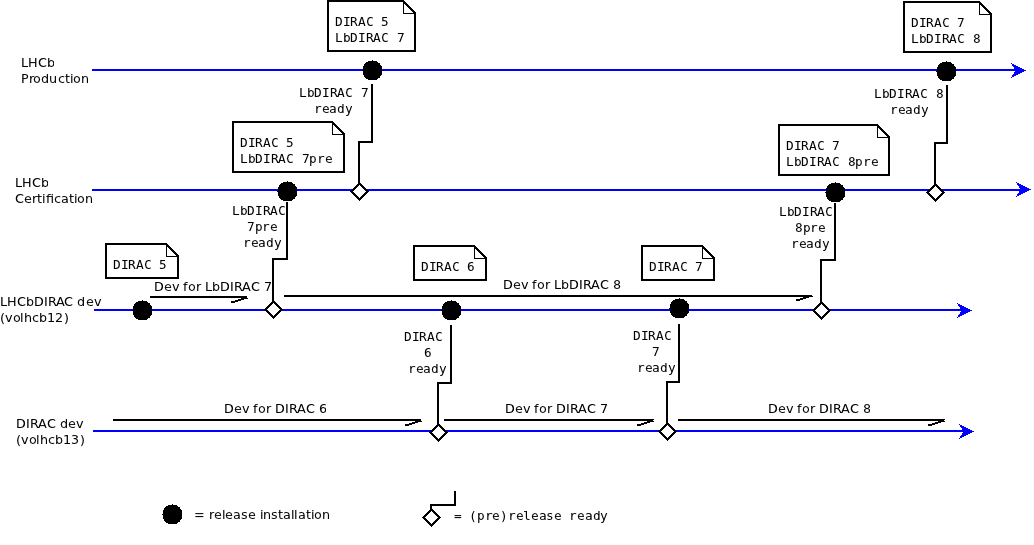 DIRAC 5
LbDIRAC 7
DIRAC 7
LbDIRAC 8
LHCb
Production
LbDIRAC 7
ready
LbDIRAC 8
ready
DIRAC 5
LbDIRAC 7pre
DIRAC 7
LbDIRAC 8pre
LHCb
Certification
LbDIRAC
7pre
ready
LbDIRAC
8pre
ready
DIRAC 5
DIRAC 6
DIRAC 7
Dev for LbDIRAC 7
Dev for LbDIRAC 8
LHCbDIRAC dev
(volhcb12)
DIRAC
6
ready
DIRAC
7
ready
Dev for DIRAC 6
Dev for DIRAC 7
Dev for DIRAC 8
DIRAC dev
(volhcb13)
= release installation
= (pre)release ready